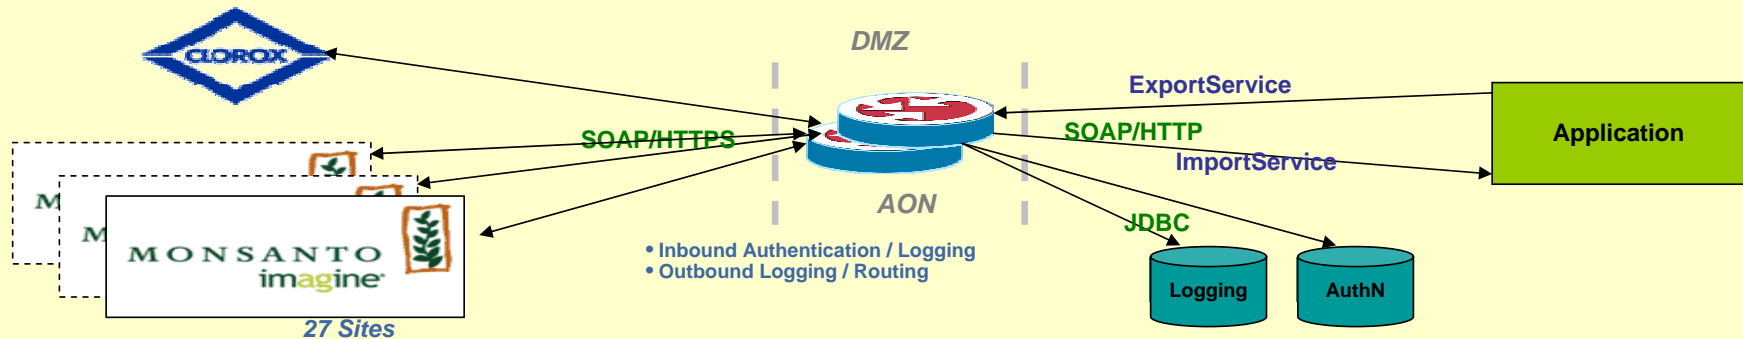 CLOROX
DMZ
ExportService
SOAP/HTTPS
SOAP/HTTP
Application
ImportService
M
M
MONSANTO
imagine
AON
JDBC
• Inbound Authentication / Logging
• Outbound Logging / Routing
Logging
AuthN
27 Sites